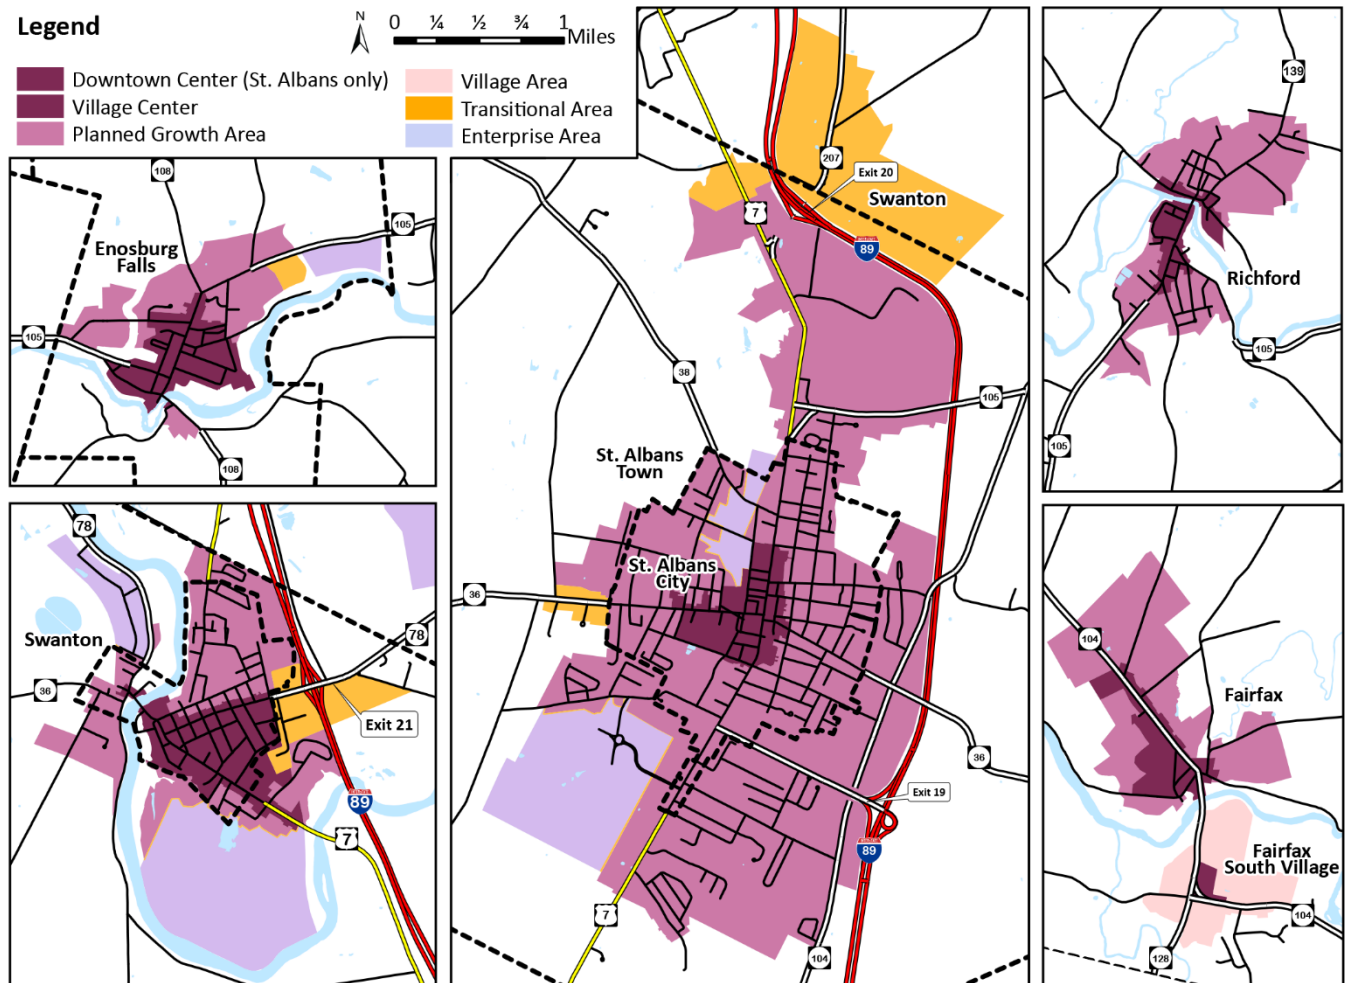 Legend
N
0 ¼ ½ ¾ 1
Miles
Downtown Center (St. Albans only)
Village Center
Planned Growth Area
Village Area
Transitional Area
Enterprise Area
108
105
Enosburg
Falls
105
108
78
Swanton
36
78
Exit 21
89
7
207
Exit 20
Swanton
7
89
38
105
St. Albans
Town
St. Albans
City
36
36
Exit 19
89
7
104
139
Richford
105
105
104
Fairfax
Fairfax
South Village
104
128